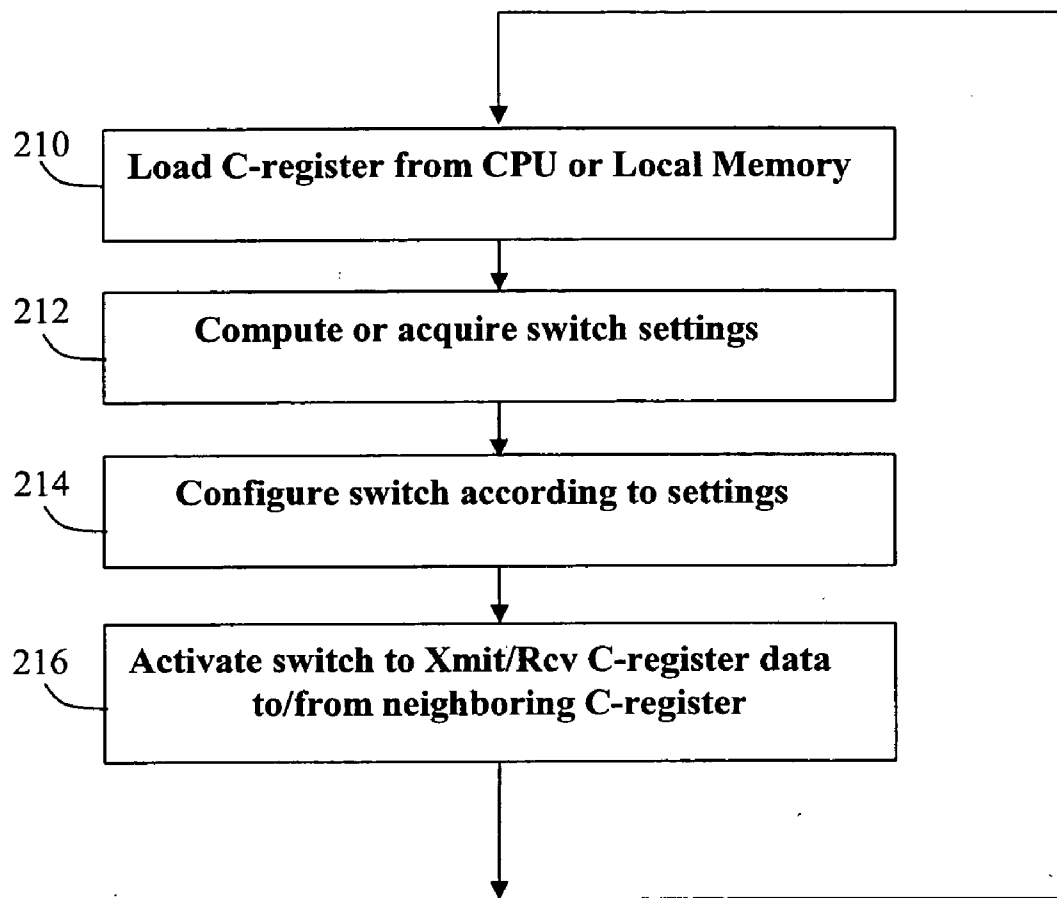 210
Load C-register from CPU or Local Memory
212
Compute or acquire switch settings
214
Configure switch according to settings
216
Activate switch to Xmit/Rcv C-register data
to/from neighboring C-register